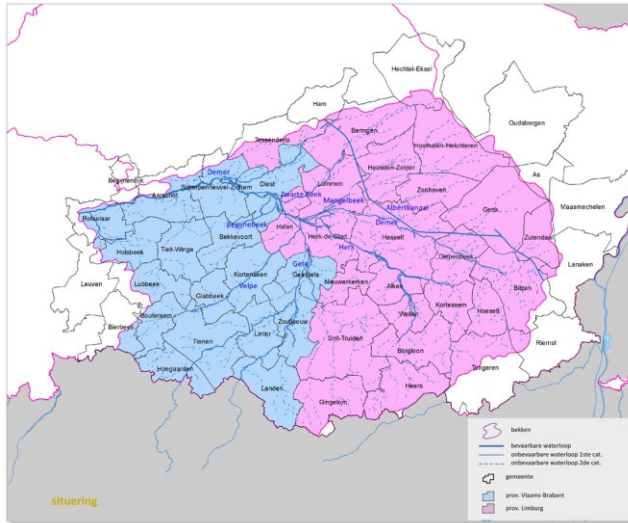 Hechtel-Eksel
Ham
Oudsbergen
Tessenderlo
Beringen
Houthalen-Helchteren
Heusden-Zolder
As
Begijnendijk
Demer
Scherpenheuvel-Zichem
Diest
Zwarte Beek
Lummen
Zonhoven
Maasmechelen
Aarschot
Mangelbeek
Albertkanaal
Genk
Rotselaar
Begijnebeek
Halen
Demer
Bekkevoort
Herk-de-Stad
Hasselt
Zutendaal
Holsbeek
Tielt-Winge
Herk
Diepenbeek
Lanaken
Leuven
Lubbeek
Kortenaken
Gete
Geetbets
Nieuwerkerken
Alken
Bilzen
Velpe
Glabbeek
Kortessem
Hoeselt
Boutersem
Zoutleeuw
Wellen
Bierbeek
Tienen
Linter
Sint-Truiden
Riemst
Borgloon
Tongeren
Hoegaarden
Landen
Heers
Gingelom
bekken
bevaarbare waterloop
onbevaarbare waterloop 1ste cat.
onbevaarbare waterloop 2de cat.
gemeente
prov. Vlaams-Brabant
prov. Limburg
situering